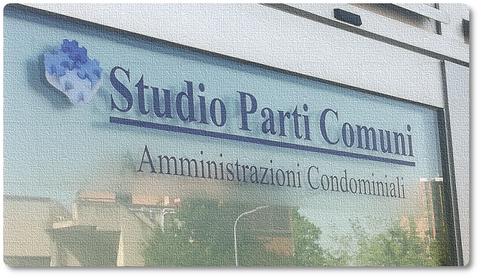 Studio Parti Comuni
Amministrazioni Condominiali